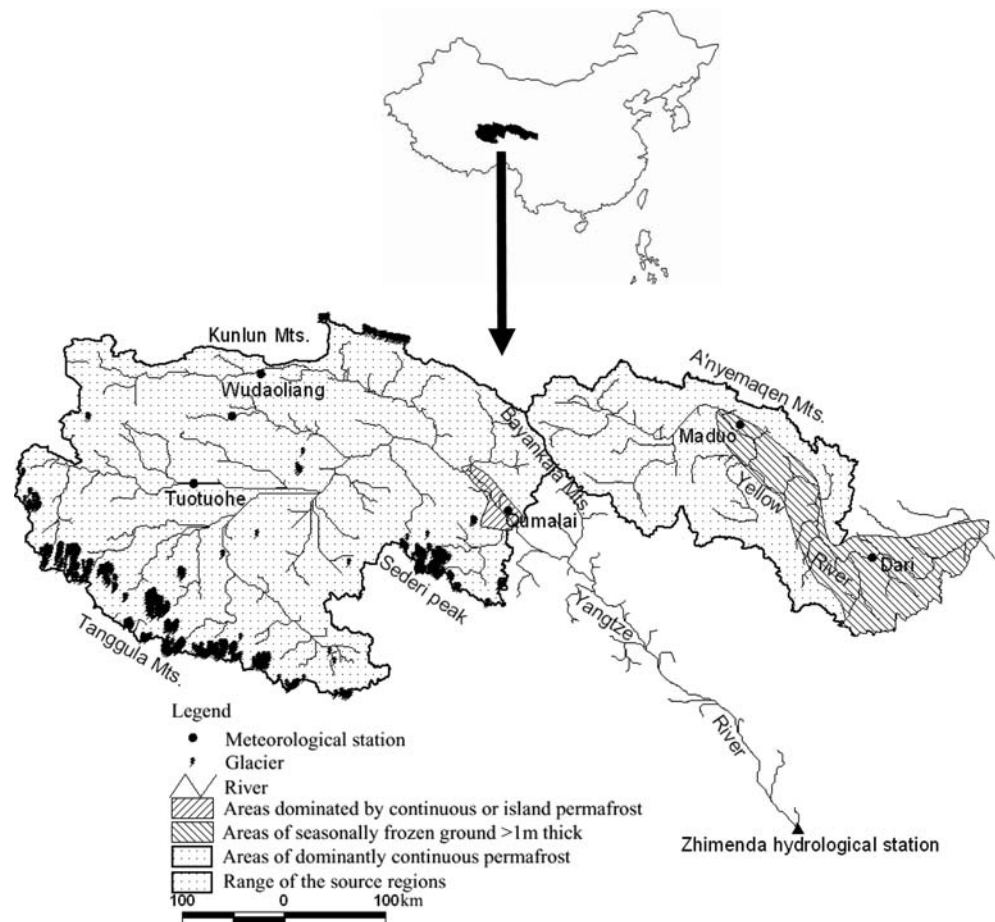 Kunlun Mts.
Wudaoliang
A'nyemaqen Mts.
Bayankala Mts.
Maduo
Yellow
River
Tuotuohe
Qumalai
Dari
Sederi peak
Tanggula Mts.
Yangtze
River
Zhimenda hydrological station
Legend
Meteorological station
Glacier
River
Areas dominated by continuous or island permafrost
Areas of seasonally frozen ground >1m thick
Areas of dominantly continuous permafrost
Range of the source regions
100 0 100 km